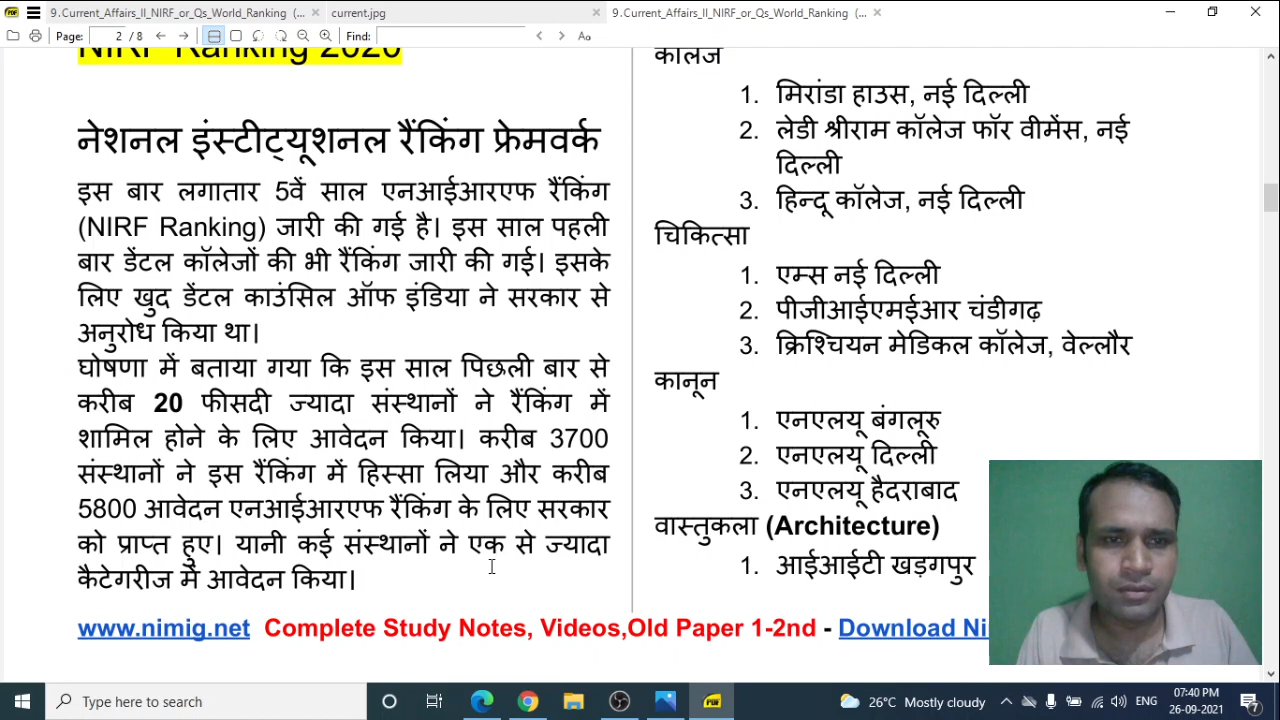 9.Current_Affairs_II_NIRF_or_Qs_World_Ranking (...
current.jpg
9.Current_Affairs_II_NIRF_or_Qs_World_Ranking (...
Page: 2 / 8
Find:
Aa
NIRF Ranking 2020
नेशनल इंस्टीट्यूशनल रैंकिंग फ्रेमवर्क
इस बार लगातार 5वें साल एनआईआरएफ रैंकिंग
(NIRF Ranking) जारी की गई है। इस साल पहली
बार डेंटल कॉलेजों की भी रैंकिंग जारी की गई। इसके
लिए खुद डेंटल काउंसिल ऑफ इंडिया ने सरकार से
अनुरोध किया था।
घोषणा में बताया गया कि इस साल पिछली बार से
करीब 20 फीसदी ज्यादा संस्थानों ने रैंकिंग में
शामिल होने के लिए आवेदन किया। करीब 3700
संस्थानों ने इस रैंकिंग में हिस्सा लिया और करीब
5800 आवेदन एनआईआरएफ रैंकिंग के लिए सरकार
को प्राप्त हुए। यानी कई संस्थानों ने एक से ज्यादा
कैटेगरीज में आवेदन किया।
कॉलेज
1. मिरांडा हाउस, नई दिल्ली
2. लेडी श्रीराम कॉलेज फॉर वीमेंस, नई
दिल्ली
3. हिन्दू कॉलेज, नई दिल्ली
चिकित्सा
1. एम्स नई दिल्ली
2. पीजीआईएमईआर चंडीगढ़
3. क्रिश्चियन मेडिकल कॉलेज, वेल्लौर
कानून
1. एनएलयू बंगलूरु
2. एनएलयू दिल्ली
3. एनएलयू हैदराबाद
वास्तुकला (Architecture)
1. आईआईटी खड़गपुर
www.nimig.net Complete Study Notes, Videos,Old Paper 1-2nd - Download Ni
Type here to search
26°C Mostly cloudy
ENG
07:40 PM
26-09-2021
7